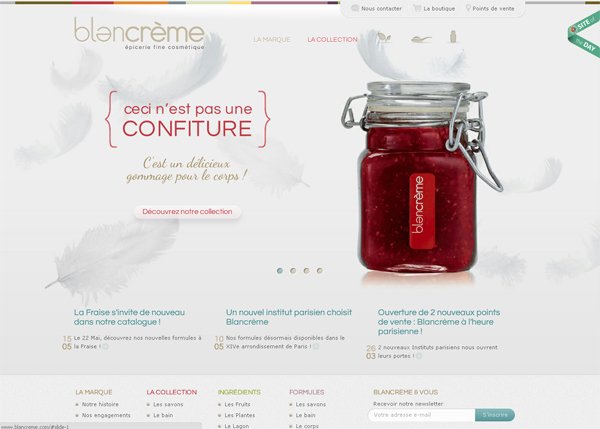 Nous contacter La boutique Points de vente
blancrème
épicerie fine cosmétique
LA MARQUE LA COLLECTION
SITE of the DAY
ceci n'est pas une
CONFITURE
C'est un délicieux
gommage pour le corps !
Découvrez notre collection
blancrème
La Fraise s'invite de nouveau
dans notre catalogue !
15 05 Le 22 Mai, découvrez nos nouvelles formules à
la Fraise !
Un nouvel institut parisien choisit
Blancrème
10 05 Nos formules désormais disponibles dans le
XIVe arrondissement de Paris !
Ouverture de 2 nouveaux points
de vente : Blancrème à l'heure
parisienne !
26 03 2 nouveaux Instituts parisiens nous ouvrent
leurs portes !
LA MARQUE
Notre histoire
Nos engagements
LA COLLECTION
Les savons
Le bain
INGRÉDIENTS
Les Fruits
Les Plantes
Le Lagon
FORMULES
Les savons
Le bain
Le corps
BLANCRÈME & VOUS
Recevoir notre newsletter
Votre adresse e-mail S'inscrire
www.blancreme.com/#slide-1